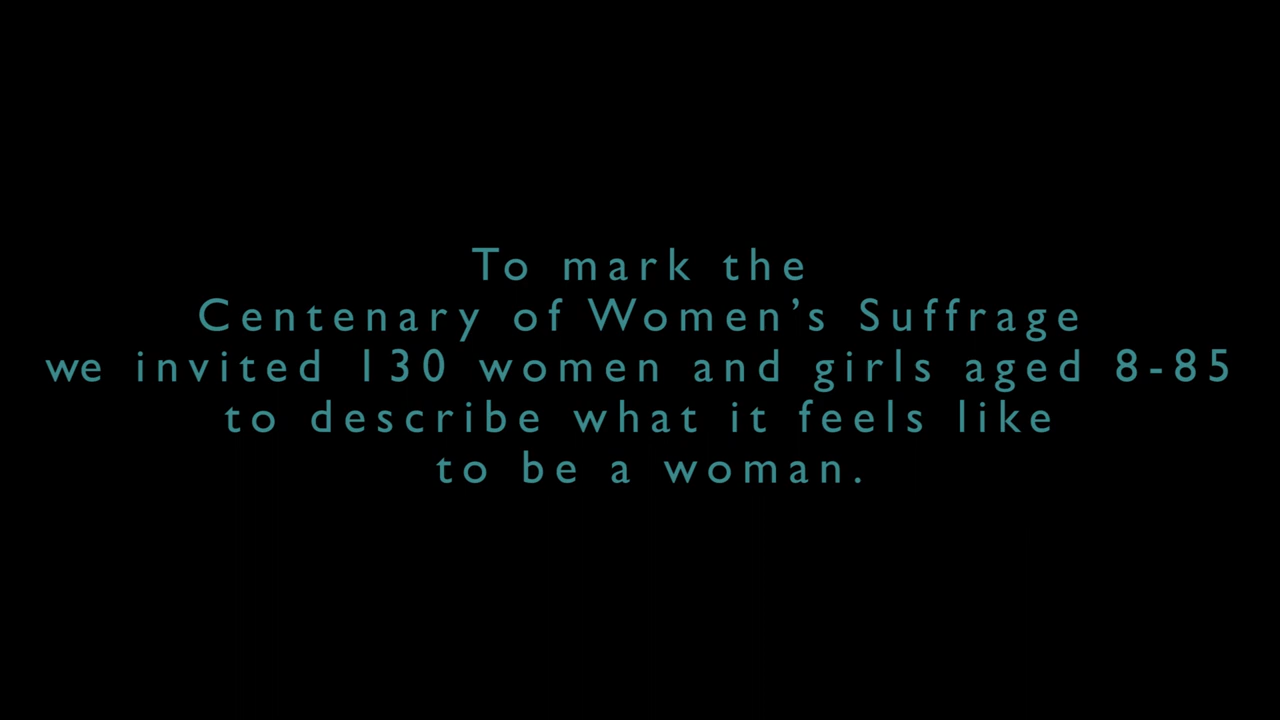 To mark the
Centenary of Women’s Suffrage
we invited 130 women and girls aged 8-85
to describe what it feels like
to be a woman.